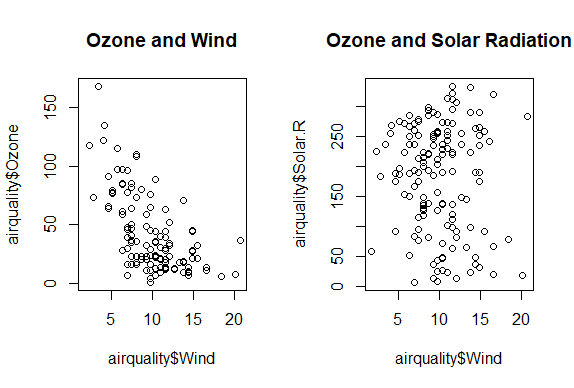 Ozone and Wind
airquality$Ozone
150
100
50
0
5 10 15 20
airquality$Wind
Ozone and Solar Radiation
airquality$Solar.R
250
150
50
0
5 10 15 20
airquality$Wind